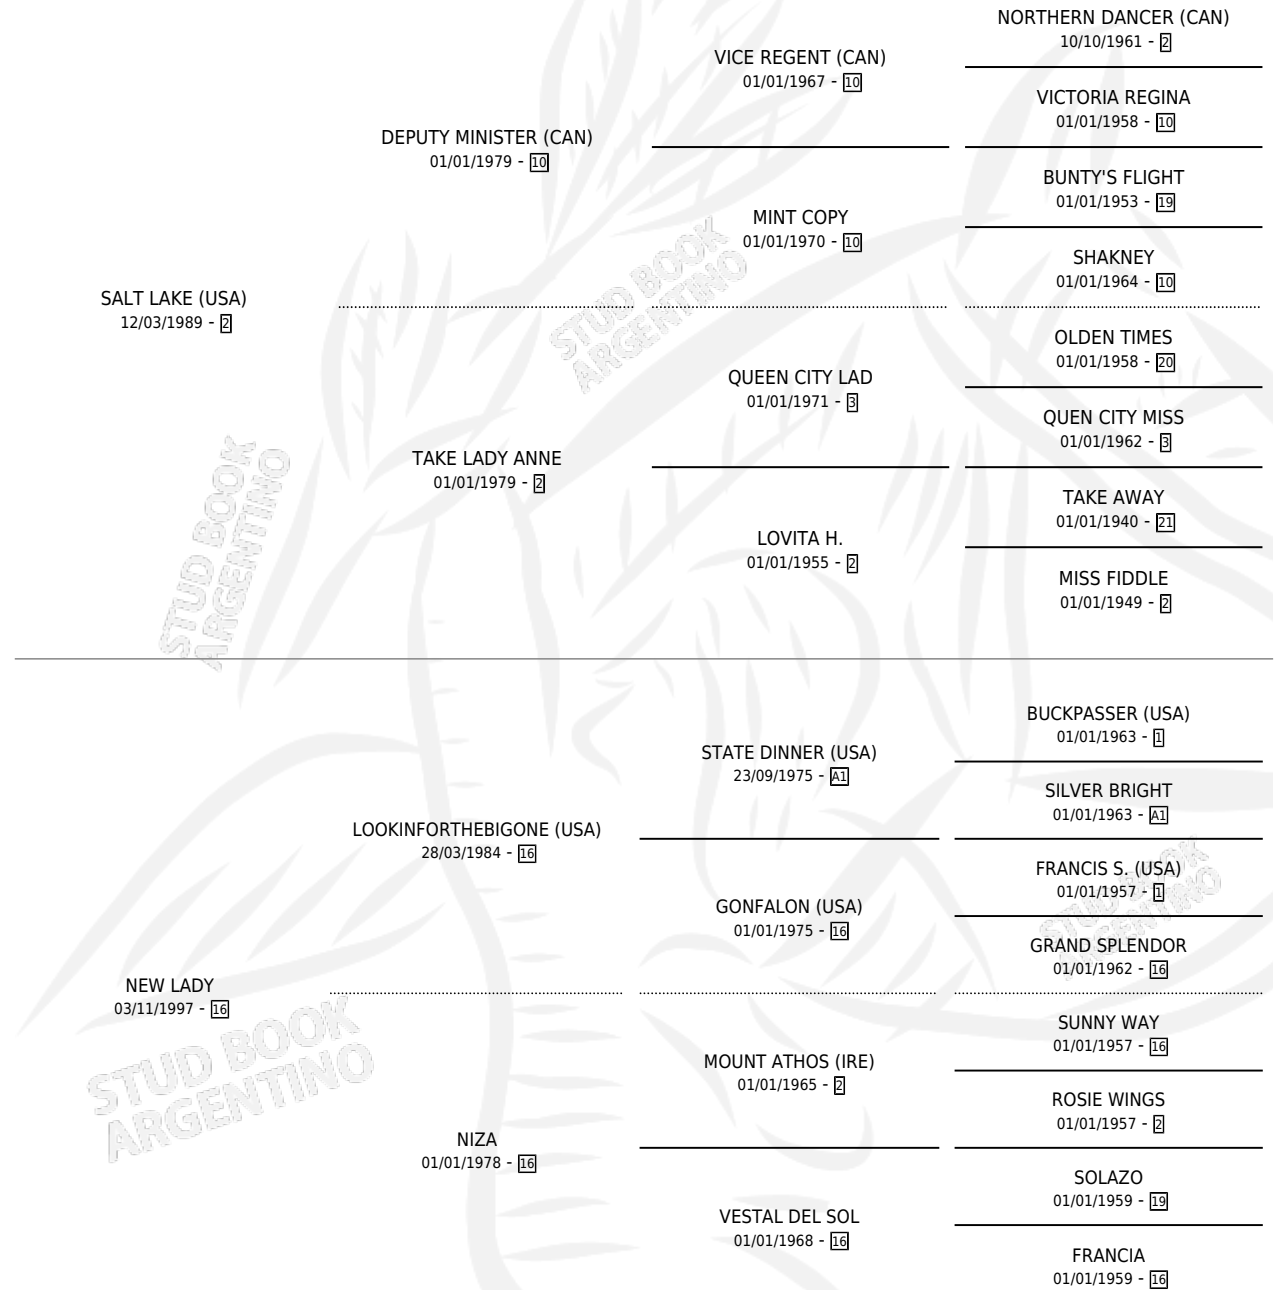 NORTHERN DANCER (CAN)
10/10/1961 - 2
VICE REGENT (CAN)
01/01/1967 - 10
VICTORIA REGINA
01/01/1958 - 10
DEPUTY MINISTER (CAN)
01/01/1979 - 10
BUNTY'S FLIGHT
01/01/1953 - 19
MINT COPY
01/01/1970 - 10
SHAKNEY
01/01/1964 - 10
SALT LAKE (USA)
12/03/1989 - 2
STUD BOOK
ARGENTINO
OLDEN TIMES
01/01/1958 - 20
QUEEN CITY LAD
01/01/1971 - 3
QUEN CITY MISS
01/01/1962 - 3
TAKE LADY ANNE
01/01/1979 - 2
TAKE AWAY
01/01/1940 - 21
LOVITA H.
01/01/1955 - 2
MISS FIDDLE
01/01/1949 - 2
STUD BOOK
ARGENTINO
BUCKPASSER (USA)
01/01/1963 - 1
STATE DINNER (USA)
23/09/1975 - A1
SILVER BRIGHT
01/01/1963 - A1
LOOKINFORTHEBIGONE (USA)
28/03/1984 - 16
FRANCIS S. (USA)
01/01/1957 - 1
GONFALON (USA)
01/01/1975 - 16
STUD BOOK
ARGENTINO
GRAND SPLENDOR
01/01/1962 - 16
NEW LADY
03/11/1997 - 16
STUD BOOK
ARGENTINO
SUNNY WAY
01/01/1957 - 16
MOUNT ATHOS (IRE)
01/01/1965 - 2
ROSIE WINGS
01/01/1957 - 2
NIZA
01/01/1978 - 16
SOLAZO
01/01/1959 - 19
VESTAL DEL SOL
01/01/1968 - 16
FRANCIA
01/01/1959 - 16